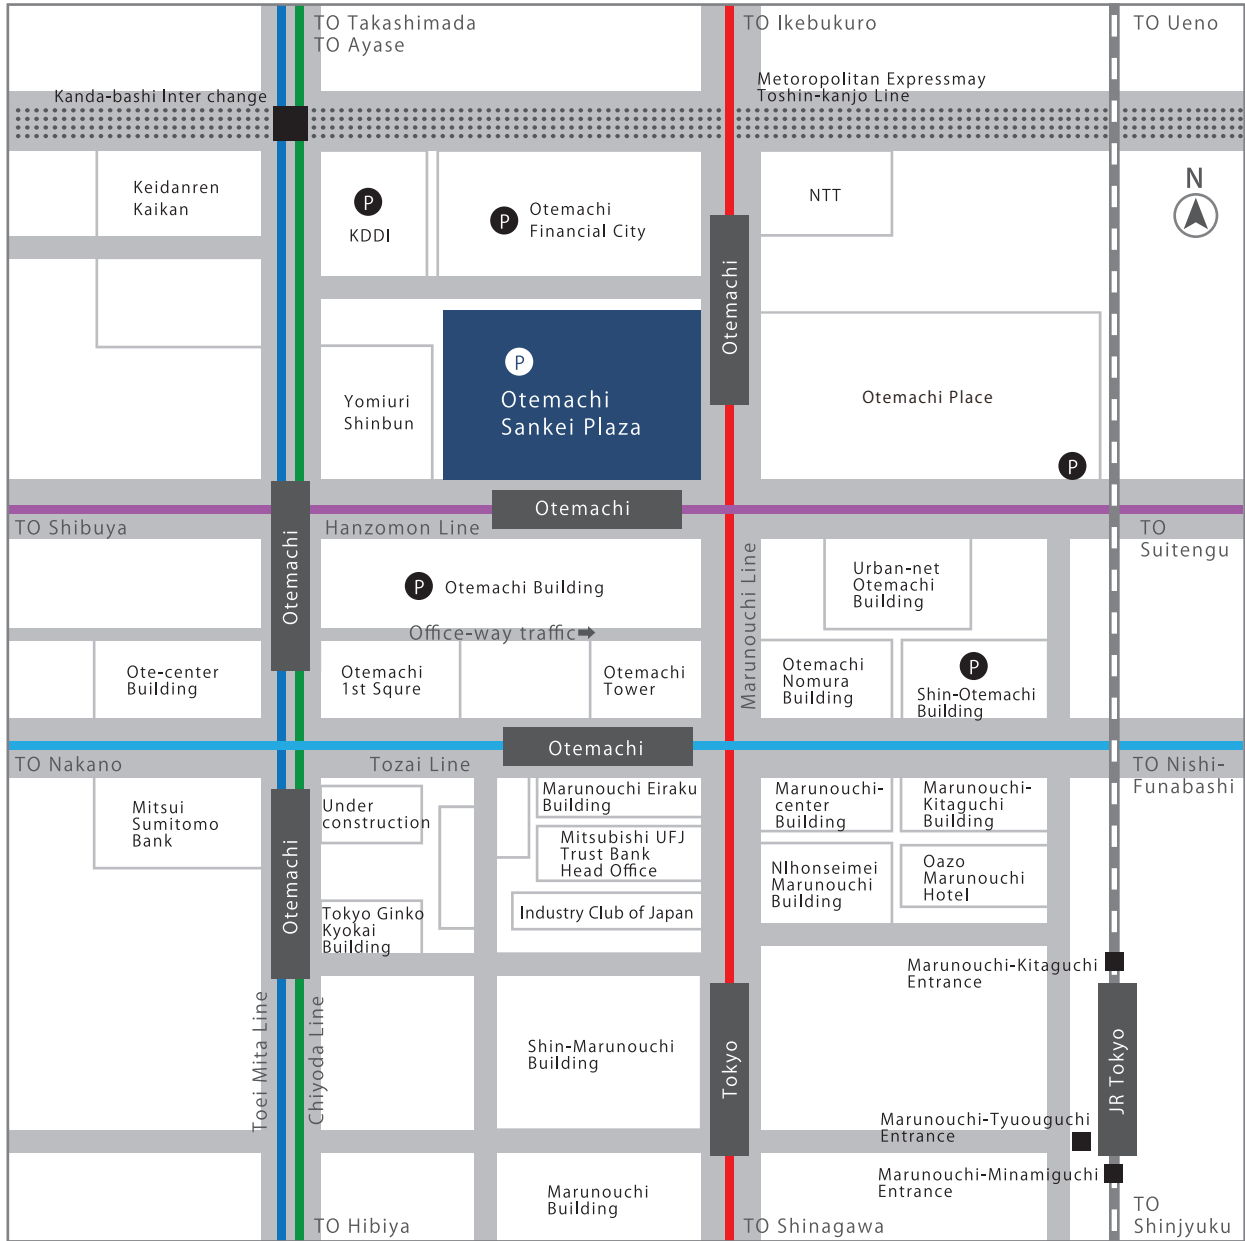 TO Takashimada
TO Ayase
TO Ikebukuro
TO Ueno
Kanda-bashi Inter change
Metoropolitan Expressmay
Toshin-kanjo Line
Keidanren
Kaikan
P
KDDI
P
Otemachi
Financial City
NTT
N
Otemachi
P
Otemachi
Sankei Plaza
Yomiuri
Shinbun
Otemachi Place
P
Otemachi
TO Shibuya
Hanzomon Line
TO
Suitengu
Otemachi
P
Otemachi Building
Marunouchi Line
Urban-net
Otemachi
Building
Office-way traffic
Ote-center
Building
Otemachi
1st Squre
Otemachi
Tower
Otemachi
Nomura
Building
P
Shin-Otemachi
Building
Otemachi
TO Nakano
Tozai Line
TO Nishi-
Funabashi
Mitsui
Sumitomo
Bank
Otemachi
Under
construction
Marunouchi Eiraku
Building
Marunouchi-
center
Building
Marunouchi-
Kitaguchi
Building
Mitsubishi UFJ
Trust Bank
Head Office
NIhonseimei
Marunouchi
Building
Oazo
Marunouchi
Hotel
Tokyo Ginko
Kyokai
Building
Industry Club of Japan
Marunouchi-Kitaguchi
Entrance
Toei Mita Line
Chiyoda Line
Shin-Marunouchi
Building
Tokyo
JR Tokyo
Marunouchi-Tyuouguchi
Entrance
Marunouchi-Minamiguchi
Entrance
Marunouchi
Building
TO Hibiya
TO Shinagawa
TO
Shinjyuku